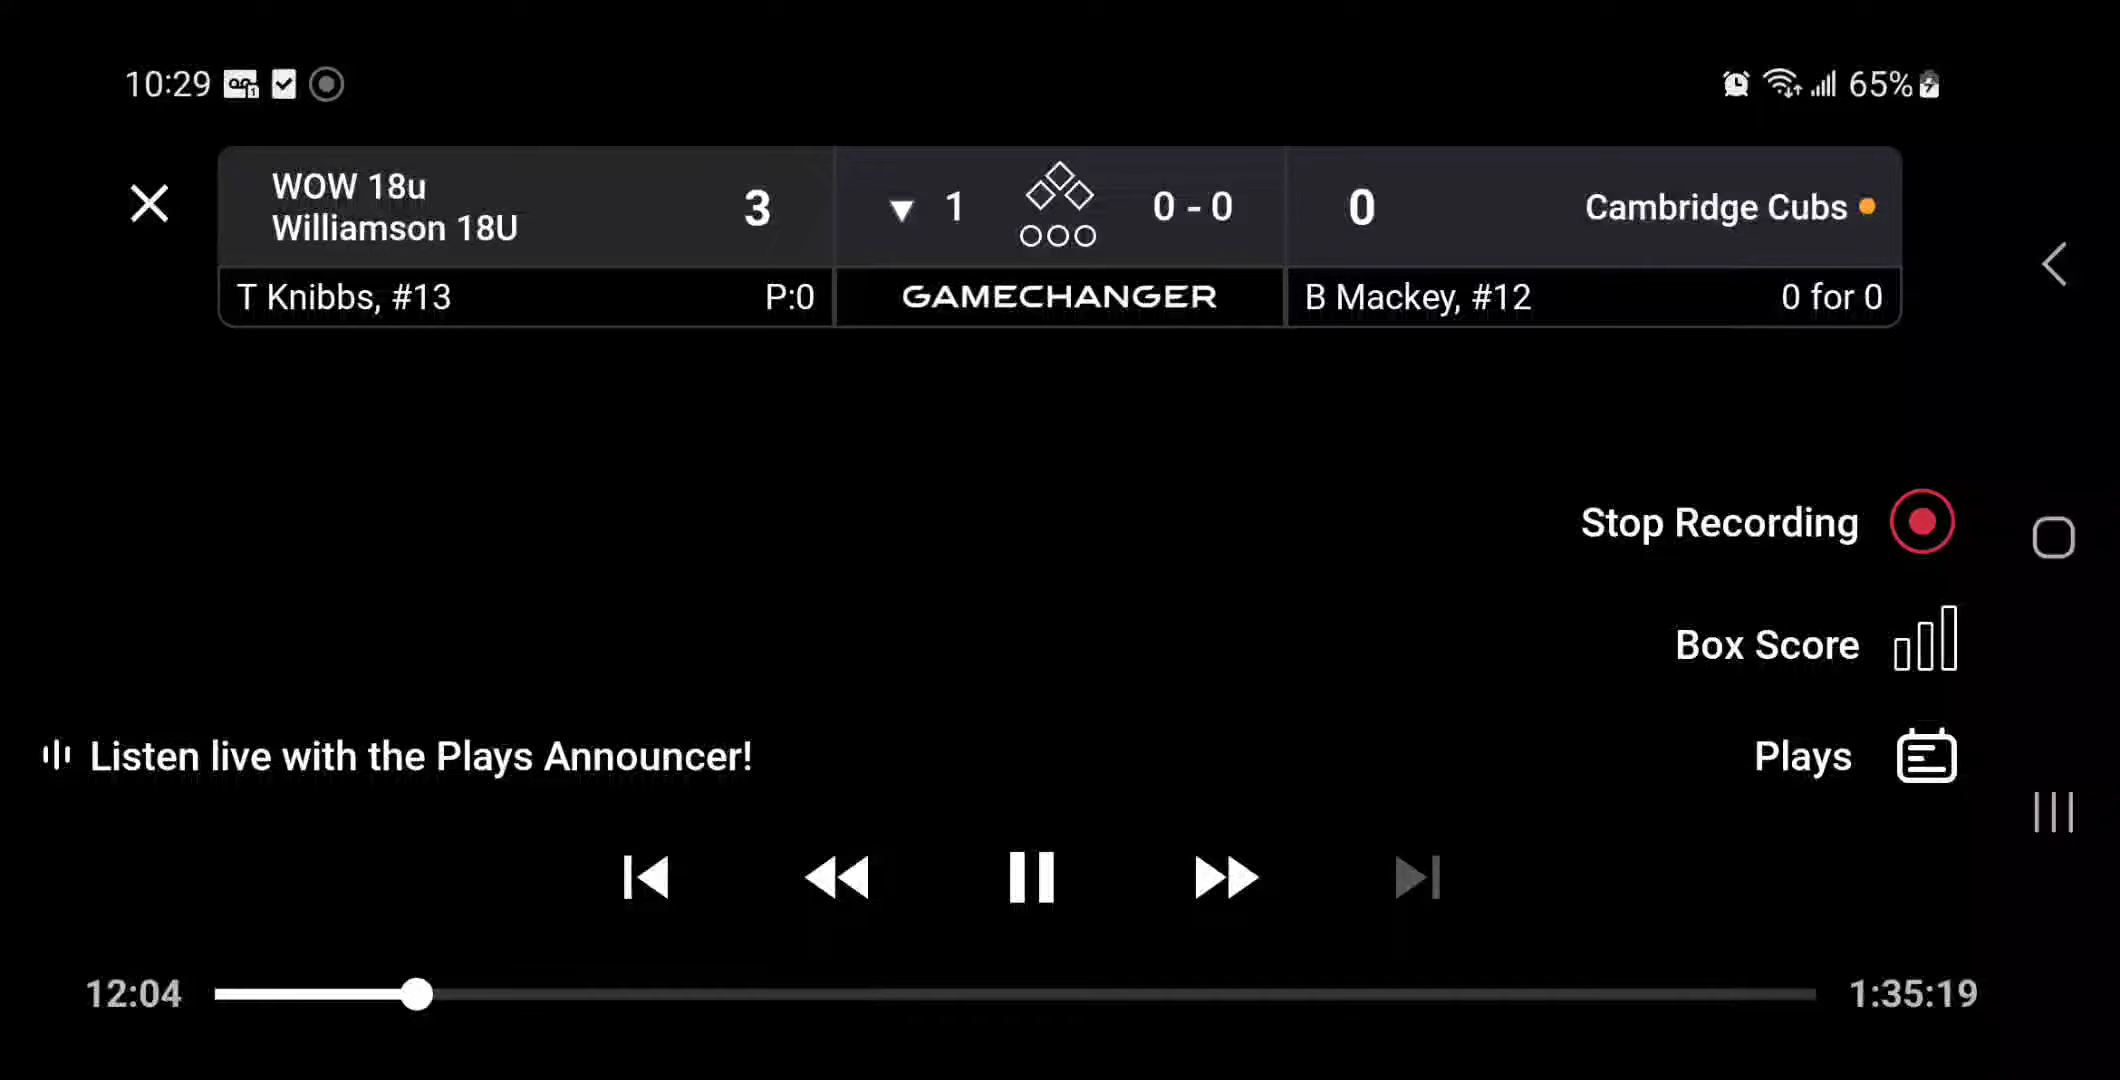 10:29
65%
WOW 18u
Williamson 18U
3
1
0 - 0
0
Cambridge Cubs
T Knibbs, #13
P:0
GAMECHANGER
B Mackey, #12
0 for 0
Stop Recording
Box Score
Listen live with the Plays Announcer!
Plays
12:04
1:35:19